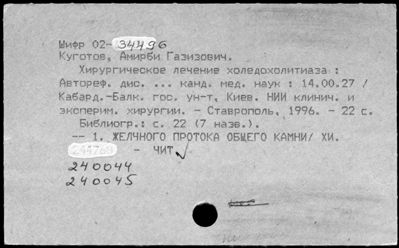 Шифр 02-34496
Куготов, Амирби Газизович.
Хирургическое лечение холедохолитиаза :
Автореф. дис. ... канд. мед. наук : 14.00.27 /
Кабард.-Балк. гос. ун-т, Киев. НИИ клинич. и
эксперим. хирургии. - Ставрополь, 1996. - 22 с.
Библиогр.: с. 22 (7 назв.).
-- 1. ЖЕЛЧНОГО ПРОТОКА ОБЩЕГО КАМНИ/ ХИ.
- ЧИТ ✓
240044
240045